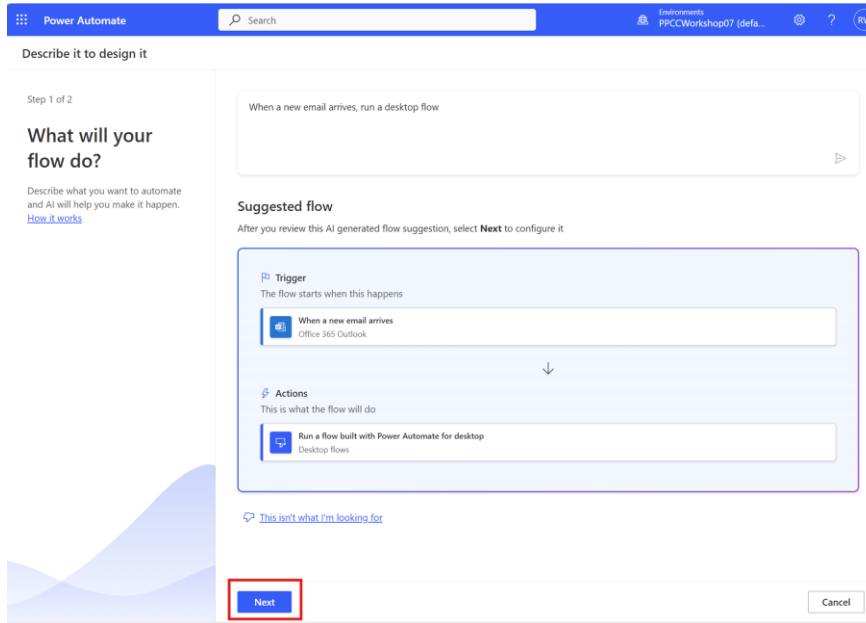 Power Automate
Search
Environments
PPCCWorkshop07 (defa...
?
RW
Describe it to design it
Step 1 of 2
What will your
flow do?
Describe what you want to automate
and AI will help you make it happen.
How it works
When a new email arrives, run a desktop flow
Suggested flow
After you review this AI generated flow suggestion, select Next to configure it
Trigger
The flow starts when this happens
When a new email arrives
Office 365 Outlook
Actions
This is what the flow will do
Run a flow built with Power Automate for desktop
Desktop flows
This isn't what I'm looking for
Next
Cancel